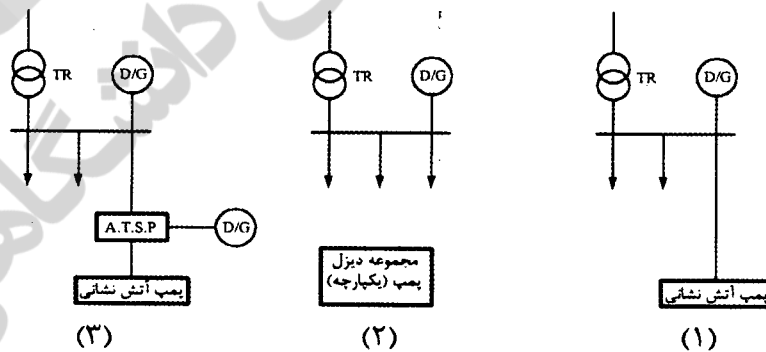 TR
D/G
A.T.S.P
D/G
پمپ آتش نشانی
(۳)
TR
D/G
مجموعه دیزل
پمپ (یکپارچه)
(۲)
TR
D/G
پمپ آتش نشانی
(۱)